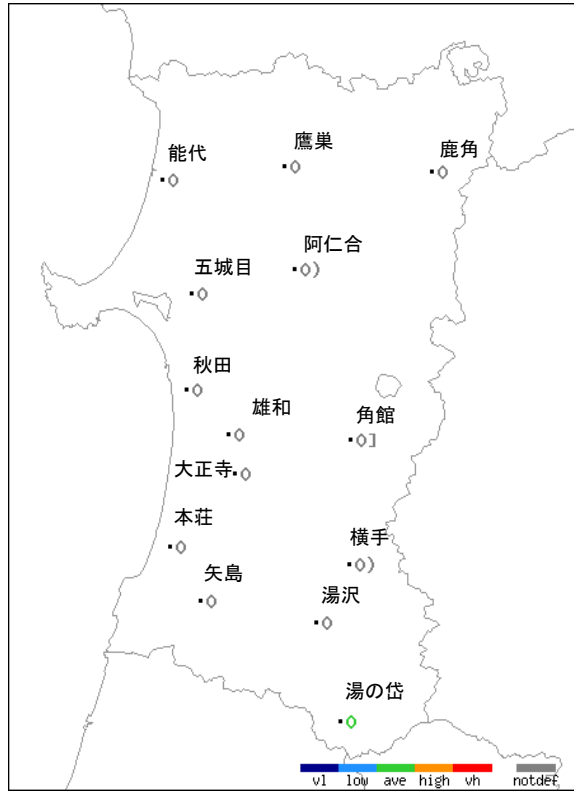 能代
鷹巣
鹿角
阿仁合
)
五城目
秋田
雄和
角館
]
大正寺
本荘
横手
)
矢島
湯沢
湯の岱
vl low ave high vh notdef